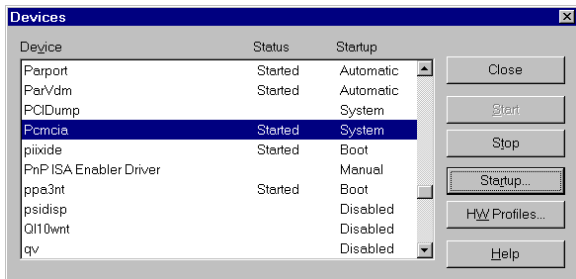 Devices
Device Status Startup
Parport Started Automatic
ParVdm Started Automatic
PCIDump System
Pcmcia Started System
piixide Started Boot
PnP ISA Enabler Driver Manual
ppa3nt Started Boot
psidisp Disabled
Ql10wnt Disabled
qv Disabled
Close
Start
Stop
Startup...
HW Profiles...
Help